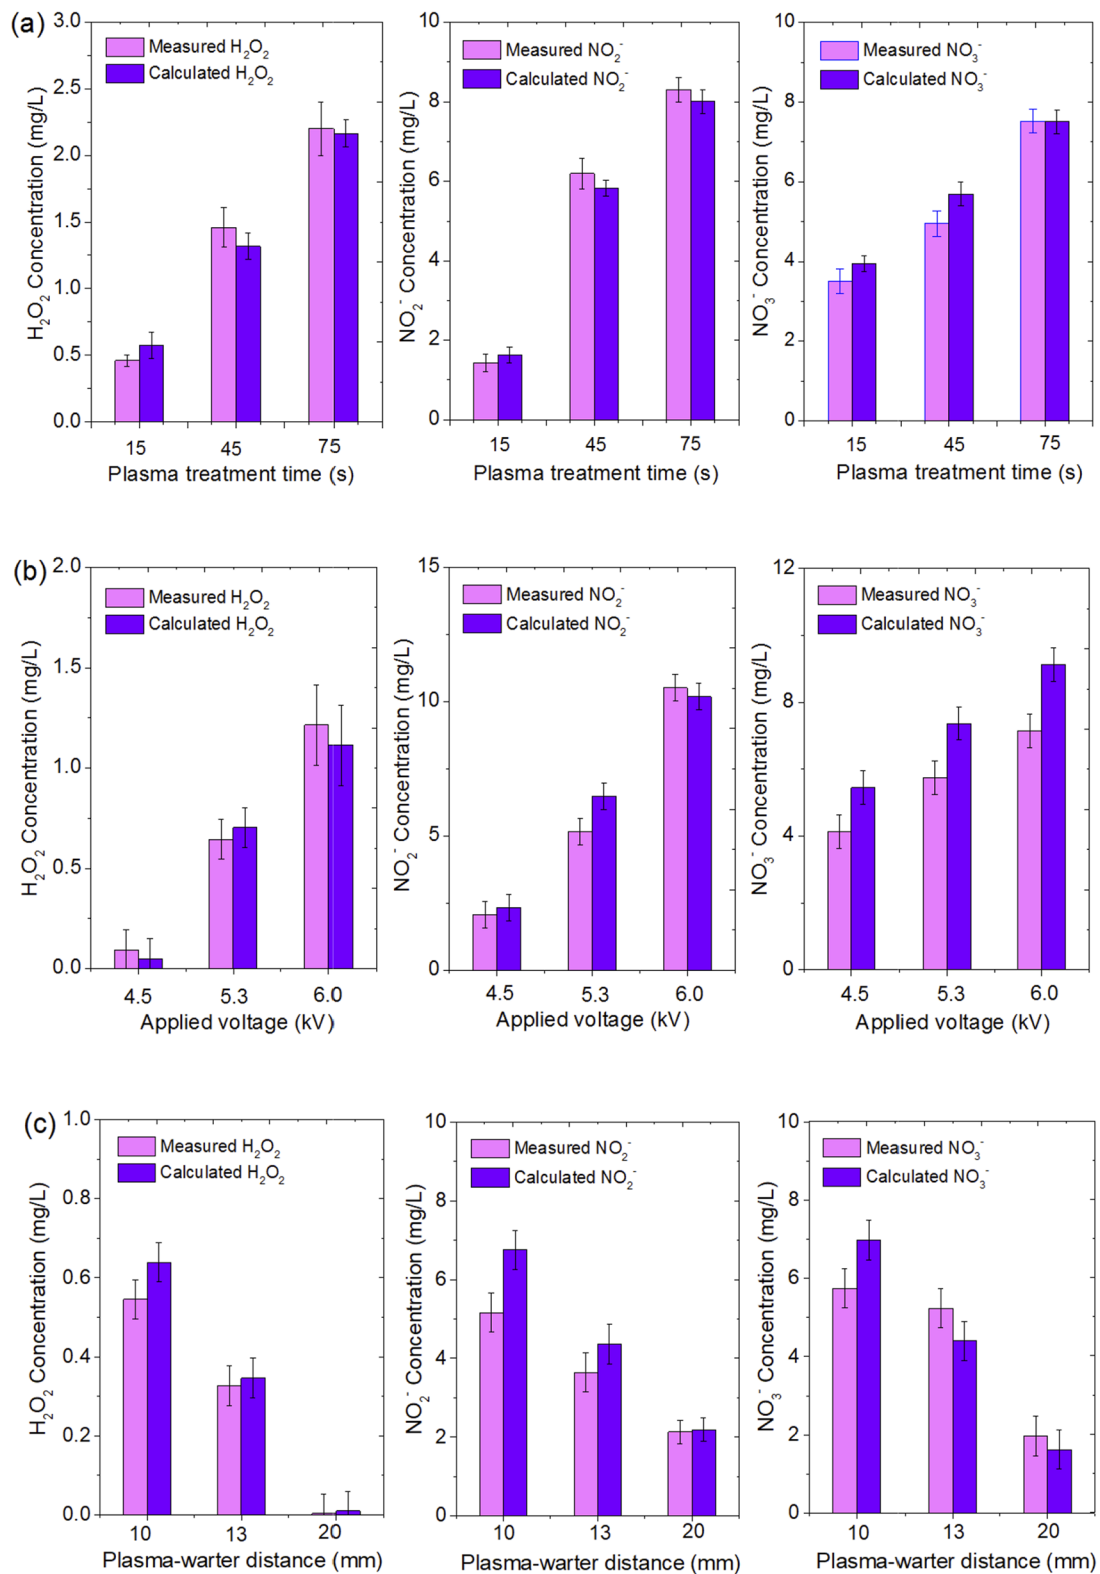 (a)
3.0
2.5
2.0
1.5
1.0
0.5
0.0
H₂O₂ Concentration (mg/L)
Measured H₂O₂
Calculated H₂O₂
15 45 75
Plasma treatment time (s)
10
8
6
4
2
0
NO₂⁻ Concentration (mg/L)
Measured NO₂⁻
Calculated NO₂⁻
15 45 75
Plasma treatment time (s)
10
8
6
4
2
0
NO₃⁻ Concentration (mg/L)
Measured NO₃⁻
Calculated NO₃⁻
15 45 75
Plasma treatment time (s)
(b)
2.0
1.5
1.0
0.5
0.0
H₂O₂ Concentration (mg/L)
Measured H₂O₂
Calculated H₂O₂
4.5 5.3 6.0
Applied voltage (kV)
15
10
5
0
NO₂⁻ Concentration (mg/L)
Measured NO₂⁻
Calculated NO₂⁻
4.5 5.3 6.0
Applied voltage (kV)
12
8
4
0
NO₃⁻ Concentration (mg/L)
Measured NO₃⁻
Calculated NO₃⁻
4.5 5.3 6.0
Applied voltage (kV)
(c)
1.0
0.8
0.6
0.4
0.2
0.0
H₂O₂ Concentration (mg/L)
Measured H₂O₂
Calculated H₂O₂
10 13 20
Plasma-warter distance (mm)
10
8
6
4
2
0
NO₂⁻ Concentration (mg/L)
Measured NO₂⁻
Calculated NO₂⁻
10 13 20
Plasma-warter distance (mm)
10
8
6
4
2
0
NO₃⁻ Concentration (mg/L)
Measured NO₃⁻
Calculated NO₃⁻
10 13 20
Plasma-warter distance (mm)